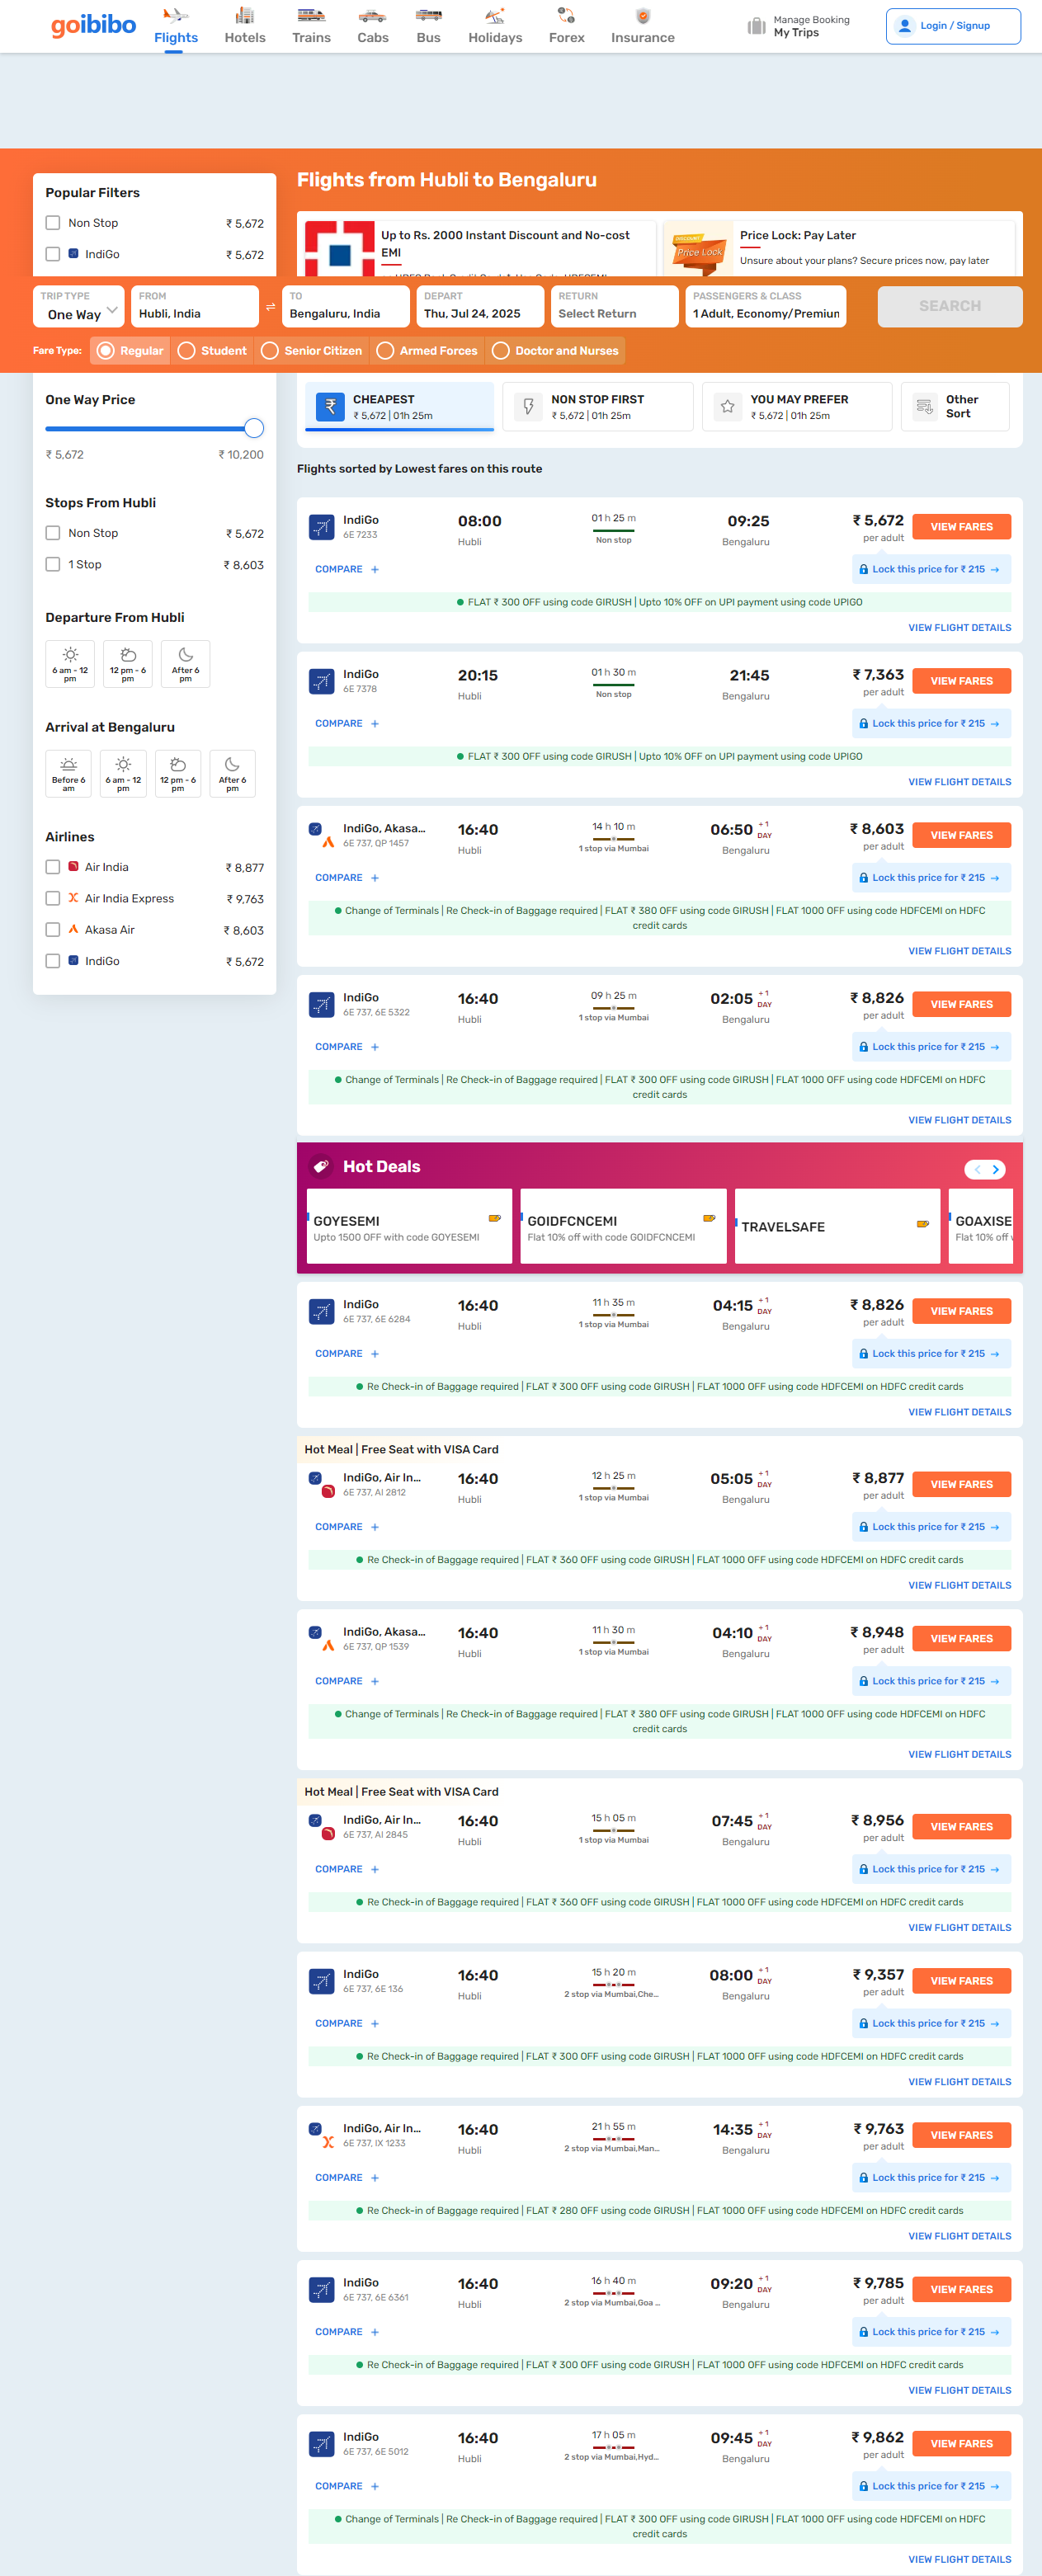 goibibo
Flights
Hotels
Trains
Cabs
Bus
Holidays
Forex
Insurance
Manage Booking
My Trips
Login / Signup
Popular Filters
Non Stop ₹ 5,672
IndiGo ₹ 5,672
Flights from Hubli to Bengaluru
Up to Rs. 2000 Instant Discount and No-cost
EMI
DISCOUNT
Price Lock
Price Lock: Pay Later
Unsure about your plans? Secure prices now, pay later
TRIP TYPE
One Way
FROM
Hubli, India
TO
Bengaluru, India
DEPART
Thu, Jul 24, 2025
RETURN
Select Return
PASSENGERS & CLASS
1 Adult, Economy/Premium
SEARCH
Fare Type:
Regular
Student
Senior Citizen
Armed Forces
Doctor and Nurses
One Way Price
₹ 5,672 ₹ 10,200
Stops From Hubli
Non Stop ₹ 5,672
1 Stop ₹ 8,603
Departure From Hubli
6 am - 12
pm
12 pm - 6
pm
After 6
pm
Arrival at Bengaluru
Before 6
am
6 am - 12
pm
12 pm - 6
pm
After 6
pm
Airlines
Air India ₹ 8,877
Air India Express ₹ 9,763
Akasa Air ₹ 8,603
IndiGo ₹ 5,672
CHEAPEST
₹ 5,672 | 01h 25m
NON STOP FIRST
₹ 5,672 | 01h 25m
YOU MAY PREFER
₹ 5,672 | 01h 25m
Other
Sort
Flights sorted by Lowest fares on this route
IndiGo
6E 7233
08:00
Hubli
01 h 25 m
Non stop
09:25
Bengaluru
₹ 5,672
per adult
VIEW FARES
COMPARE +
Lock this price for ₹ 215 →
FLAT ₹ 300 OFF using code GIRUSH | Upto 10% OFF on UPI payment using code UPIGO
VIEW FLIGHT DETAILS
IndiGo
6E 7378
20:15
Hubli
01 h 30 m
Non stop
21:45
Bengaluru
₹ 7,363
per adult
VIEW FARES
COMPARE +
Lock this price for ₹ 215 →
FLAT ₹ 300 OFF using code GIRUSH | Upto 10% OFF on UPI payment using code UPIGO
VIEW FLIGHT DETAILS
IndiGo, Akasa...
6E 737, QP 1457
16:40
Hubli
14 h 10 m
1 stop via Mumbai
06:50
+ 1
DAY
Bengaluru
₹ 8,603
per adult
VIEW FARES
COMPARE +
Lock this price for ₹ 215 →
Change of Terminals | Re Check-in of Baggage required | FLAT ₹ 380 OFF using code GIRUSH | FLAT 1000 OFF using code HDFCEMI on HDFC
credit cards
VIEW FLIGHT DETAILS
IndiGo
6E 737, 6E 5322
16:40
Hubli
09 h 25 m
1 stop via Mumbai
02:05
+ 1
DAY
Bengaluru
₹ 8,826
per adult
VIEW FARES
COMPARE +
Lock this price for ₹ 215 →
Change of Terminals | Re Check-in of Baggage required | FLAT ₹ 300 OFF using code GIRUSH | FLAT 1000 OFF using code HDFCEMI on HDFC
credit cards
VIEW FLIGHT DETAILS
Hot Deals
GOYESEMI
Upto 1500 OFF with code GOYESEMI
GOIDFCNCEMI
Flat 10% off with code GOIDFCNCEMI
TRAVELSAFE
GOAXISE
Flat 10% off
IndiGo
6E 737, 6E 6284
16:40
Hubli
11 h 35 m
1 stop via Mumbai
04:15
+ 1
DAY
Bengaluru
₹ 8,826
per adult
VIEW FARES
COMPARE +
Lock this price for ₹ 215 →
Re Check-in of Baggage required | FLAT ₹ 300 OFF using code GIRUSH | FLAT 1000 OFF using code HDFCEMI on HDFC credit cards
VIEW FLIGHT DETAILS
Hot Meal | Free Seat with VISA Card
IndiGo, Air In...
6E 737, AI 2812
16:40
Hubli
12 h 25 m
1 stop via Mumbai
05:05
+ 1
DAY
Bengaluru
₹ 8,877
per adult
VIEW FARES
COMPARE +
Lock this price for ₹ 215 →
Re Check-in of Baggage required | FLAT ₹ 360 OFF using code GIRUSH | FLAT 1000 OFF using code HDFCEMI on HDFC credit cards
VIEW FLIGHT DETAILS
IndiGo, Akasa...
6E 737, QP 1539
16:40
Hubli
11 h 30 m
1 stop via Mumbai
04:10
+ 1
DAY
Bengaluru
₹ 8,948
per adult
VIEW FARES
COMPARE +
Lock this price for ₹ 215 →
Change of Terminals | Re Check-in of Baggage required | FLAT ₹ 380 OFF using code GIRUSH | FLAT 1000 OFF using code HDFCEMI on HDFC
credit cards
VIEW FLIGHT DETAILS
Hot Meal | Free Seat with VISA Card
IndiGo, Air In...
6E 737, AI 2845
16:40
Hubli
15 h 05 m
1 stop via Mumbai
07:45
+ 1
DAY
Bengaluru
₹ 8,956
per adult
VIEW FARES
COMPARE +
Lock this price for ₹ 215 →
Re Check-in of Baggage required | FLAT ₹ 360 OFF using code GIRUSH | FLAT 1000 OFF using code HDFCEMI on HDFC credit cards
VIEW FLIGHT DETAILS
IndiGo
6E 737, 6E 136
16:40
Hubli
15 h 20 m
2 stop via Mumbai,Che...
08:00
+ 1
DAY
Bengaluru
₹ 9,357
per adult
VIEW FARES
COMPARE +
Lock this price for ₹ 215 →
Re Check-in of Baggage required | FLAT ₹ 300 OFF using code GIRUSH | FLAT 1000 OFF using code HDFCEMI on HDFC credit cards
VIEW FLIGHT DETAILS
IndiGo, Air In...
6E 737, IX 1233
16:40
Hubli
21 h 55 m
2 stop via Mumbai,Man...
14:35
+ 1
DAY
Bengaluru
₹ 9,763
per adult
VIEW FARES
COMPARE +
Lock this price for ₹ 215 →
Re Check-in of Baggage required | FLAT ₹ 280 OFF using code GIRUSH | FLAT 1000 OFF using code HDFCEMI on HDFC credit cards
VIEW FLIGHT DETAILS
IndiGo
6E 737, 6E 6361
16:40
Hubli
16 h 40 m
2 stop via Mumbai,Goa ...
09:20
+ 1
DAY
Bengaluru
₹ 9,785
per adult
VIEW FARES
COMPARE +
Lock this price for ₹ 215 →
Re Check-in of Baggage required | FLAT ₹ 300 OFF using code GIRUSH | FLAT 1000 OFF using code HDFCEMI on HDFC credit cards
VIEW FLIGHT DETAILS
IndiGo
6E 737, 6E 5012
16:40
Hubli
17 h 05 m
2 stop via Mumbai,Hyd...
09:45
+ 1
DAY
Bengaluru
₹ 9,862
per adult
VIEW FARES
COMPARE +
Lock this price for ₹ 215 →
Change of Terminals | Re Check-in of Baggage required | FLAT ₹ 300 OFF using code GIRUSH | FLAT 1000 OFF using code HDFCEMI on HDFC
credit cards
VIEW FLIGHT DETAILS